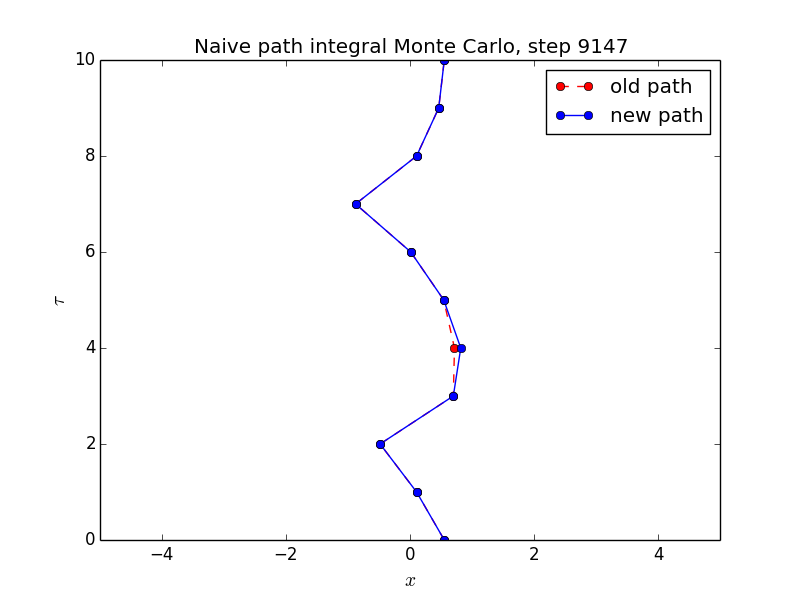 Naive path integral Monte Carlo, step 9147
10
8
6
4
2
0
τ
old path
new path
−4
−2
0
2
4
x